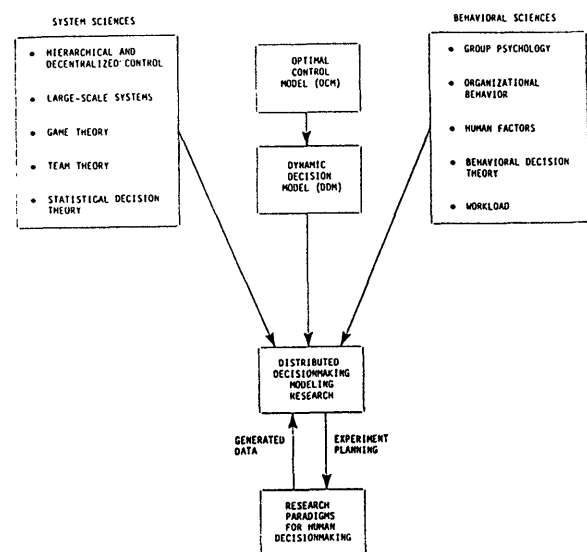 SYSTEM SCIENCES
• HIERARCHICAL AND
DECENTRALIZED CONTROL
• LARGE-SCALE SYSTEMS
• GAME THEORY
• TEAM THEORY
• STATISTICAL DECISION
THEORY
OPTIMAL
CONTROL
MODEL (OCM)
DYNAMIC
DECISION
MODEL (DDM)
BEHAVIORAL SCIENCES
• GROUP PSYCHOLOGY
• ORGANIZATIONAL
BEHAVIOR
• HUMAN FACTORS
• BEHAVIORAL DECISION
THEORY
• WORKLOAD
DISTRIBUTED
DECISIONMAKING
MODELING
RESEARCH
GENERATED
DATA
EXPERIMENT
PLANNING
RESEARCH
PARADIGMS
FOR HUMAN
DECISIONMAKING